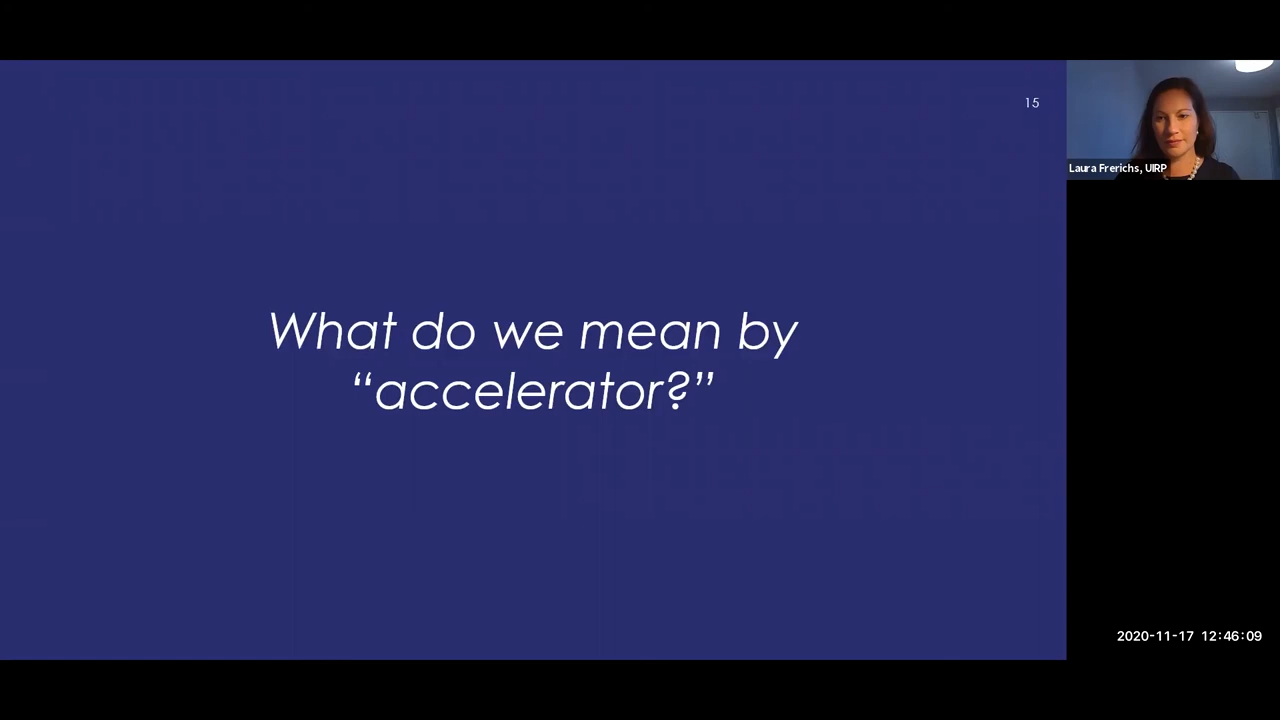 15
Laura Frerichs, UIRP
What do we mean by
“accelerator?”
2020-11-17 12:46:09